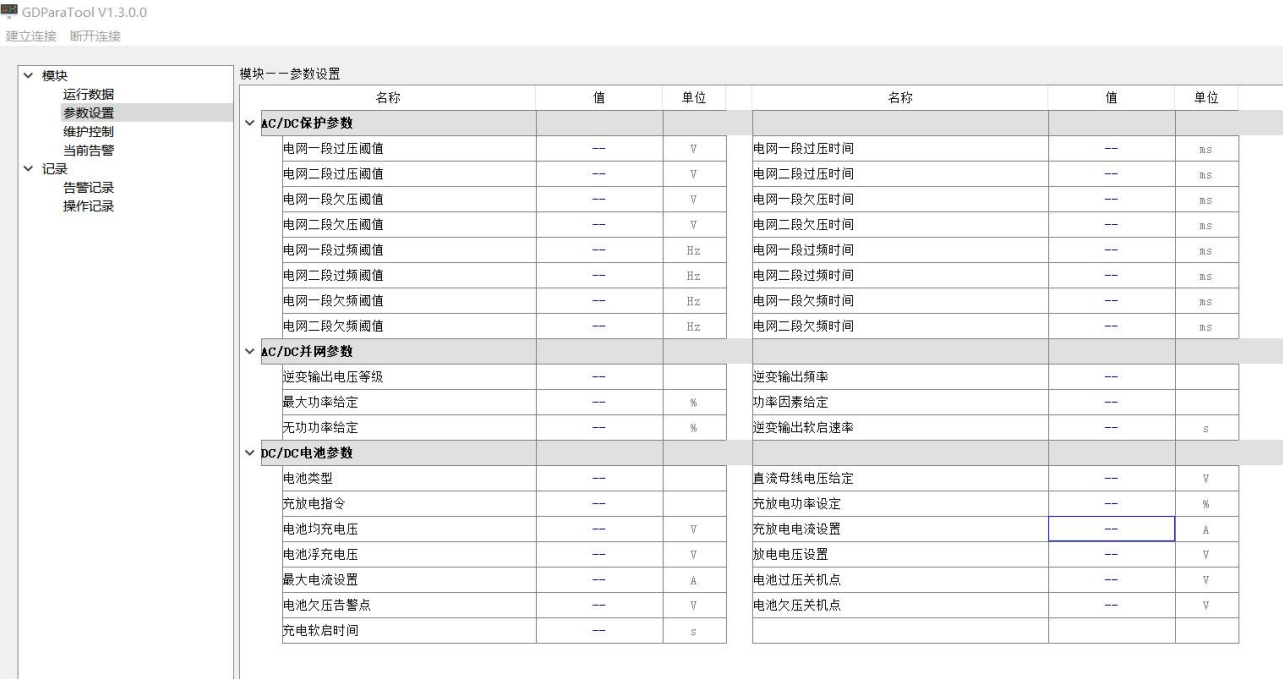 GDParaTool V1.3.0.0
建立连接 断开连接
模块
运行数据
参数设置
维护控制
当前告警
记录
告警记录
操作记录
模块——参数设置
名称 值 单位 名称 值 单位
AC/DC保护参数
电网一段过压阈值 -- V 电网一段过压时间 -- ms
电网二段过压阈值 -- V 电网二段过压时间 -- ms
电网一段欠压阈值 -- V 电网一段欠压时间 -- ms
电网二段欠压阈值 -- V 电网二段欠压时间 -- ms
电网一段过频阈值 -- Hz 电网一段过频时间 -- ms
电网二段过频阈值 -- Hz 电网二段过频时间 -- ms
电网一段欠频阈值 -- Hz 电网一段欠频时间 -- ms
电网二段欠频阈值 -- Hz 电网二段欠频时间 -- ms
AC/DC并网参数
逆变输出电压等级 -- 逆变输出频率 --
最大功率给定 -- % 功率因素给定 --
无功功率给定 -- % 逆变输出软启速率 -- s
DC/DC电池参数
电池类型 -- 直流母线电压给定 -- V
充放电指令 -- 充放电功率设定 -- %
电池均充电压 -- V 充放电电流设置 -- A
电池浮充电压 -- V 放电电压设置 -- V
最大电流设置 -- A 电池过压关机点 -- V
电池欠压告警点 -- V 电池欠压关机点 -- V
充电软启时间 -- s